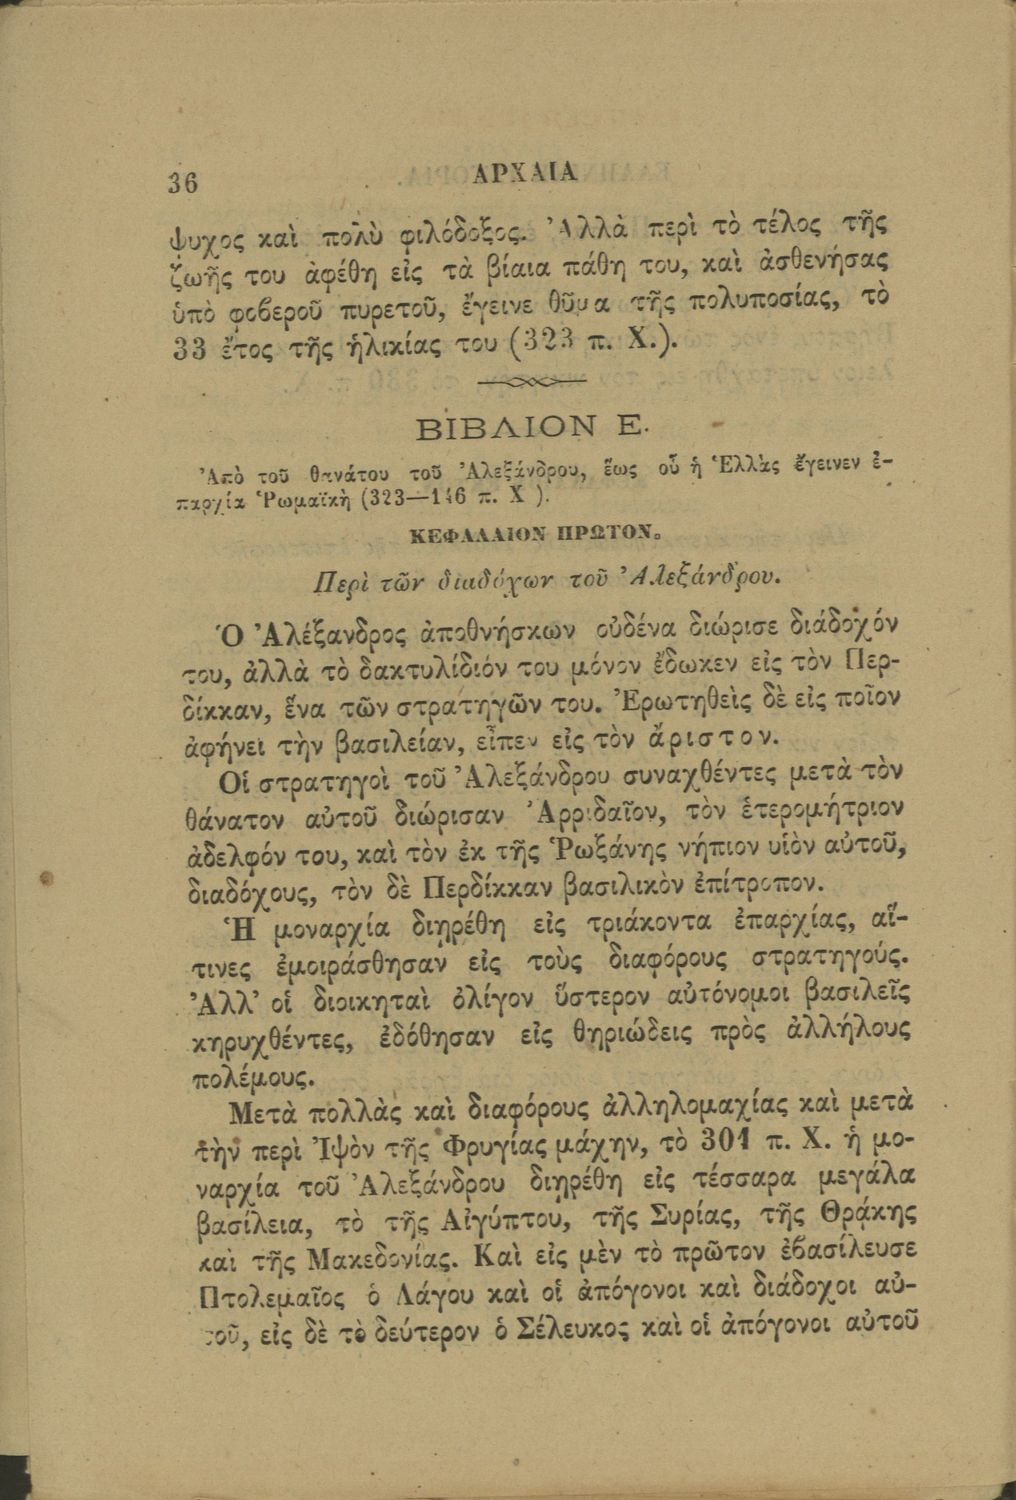 36 ΑΡΧΑΙΑ
ψυχος καὶ πολὺ φιλόδοξος. Ἀλλὰ περὶ τὸ τέλος τῆς
ζωῆς του ἀφέθη εἰς τὰ βίαια πάθη του, καὶ ἀσθενήσας
ὑπὸ φοβεροῦ πυρετοῦ, ἔγεινε θῦμα τῆς πολυποσίας, τὸ
33 ἔτος τῆς ἡλικίας του (323 π. Χ.).
ΒΙΒΛΙΟΝ Ε.
Ἀπὸ τοῦ θανάτου τοῦ Ἀλεξάνδρου, ἕως οὗ ἡ Ἑλλὰς ἔγεινεν ἐ-
παρχία Ῥωμαϊκὴ (323—146 π. Χ ).
ΚΕΦΑΛΑΙΟΝ ΠΡΩΤΟΝ.
Περὶ τῶν διαδόχων τοῦ Ἀλεξάνδρου.
Ὁ Ἀλέξανδρος ἀποθνήσκων οὐδένα διώρισε διάδοχόν
του, ἀλλὰ τὸ δακτυλίδιόν του μόνον ἔδωκεν εἰς τὸν Περ-
δίκκαν, ἕνα τῶν στρατηγῶν του. Ἐρωτηθεὶς δὲ εἰς ποῖον
ἀφήνει τὴν βασιλείαν, εἶπεν εἰς τὸν ἄριστον.
Οἱ στρατηγοὶ τοῦ Ἀλεξάνδρου συναχθέντες μετὰ τὸν
θάνατον αὐτοῦ διώρισαν Ἀρριδαῖον, τὸν ἑτερομήτριον
ἀδελφόν του, καὶ τὸν ἐκ τῆς Ῥωξάνης νήπιον υἱὸν αὐτοῦ,
διαδόχους, τὸν δὲ Περδίκκαν βασιλικὸν ἐπίτροπον.
Ἡ μοναρχία διῃρέθη εἰς τριάκοντα ἐπαρχίας, αἵ-
τινες ἐμοιράσθησαν εἰς τοὺς διαφόρους στρατηγούς.
Ἀλλ' οἱ διοικηταὶ ὀλίγον ὕστερον αὐτόνομοι βασιλεῖς
κηρυχθέντες, ἐδόθησαν εἰς θηριώδεις πρὸς ἀλλήλους
πολέμους.
Μετὰ πολλὰς καὶ διαφόρους ἀλληλομαχίας καὶ μετὰ
τὴν περὶ Ἰψὸν τῆς Φρυγίας μάχην, τὸ 301 π. Χ. ἡ μο-
ναρχία τοῦ Ἀλεξάνδρου διῃρέθη εἰς τέσσαρα μεγάλα
βασίλεια, τὸ τῆς Αἰγύπτου, τῆς Συρίας, τῆς Θρᾴκης
καὶ τῆς Μακεδονίας. Καὶ εἰς μὲν τὸ πρῶτον ἐβασίλευσε
Πτολεμαῖος ὁ Λάγου καὶ οἱ ἀπόγονοι καὶ διάδοχοι αὐ-
τοῦ, εἰς δὲ τὸ δεύτερον ὁ Σέλευκος καὶ οἱ ἀπόγονοι αὐτοῦ